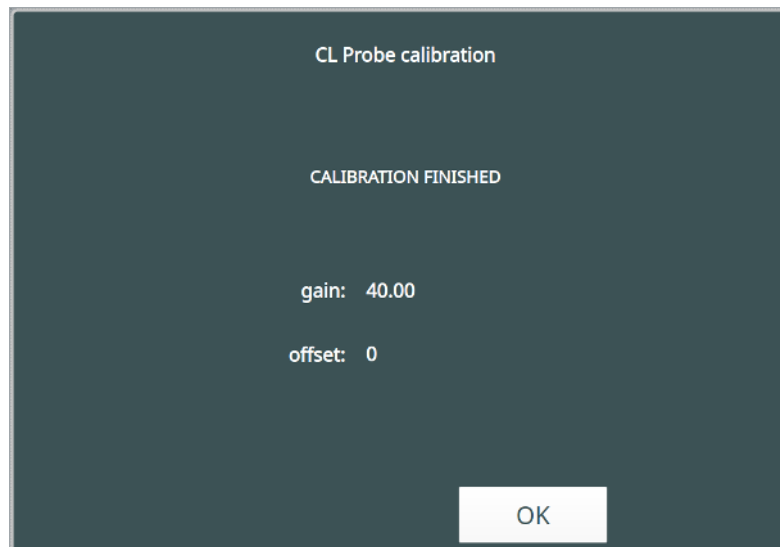 CL Probe calibration
CALIBRATION FINISHED
gain: 40.00
offset: 0
OK